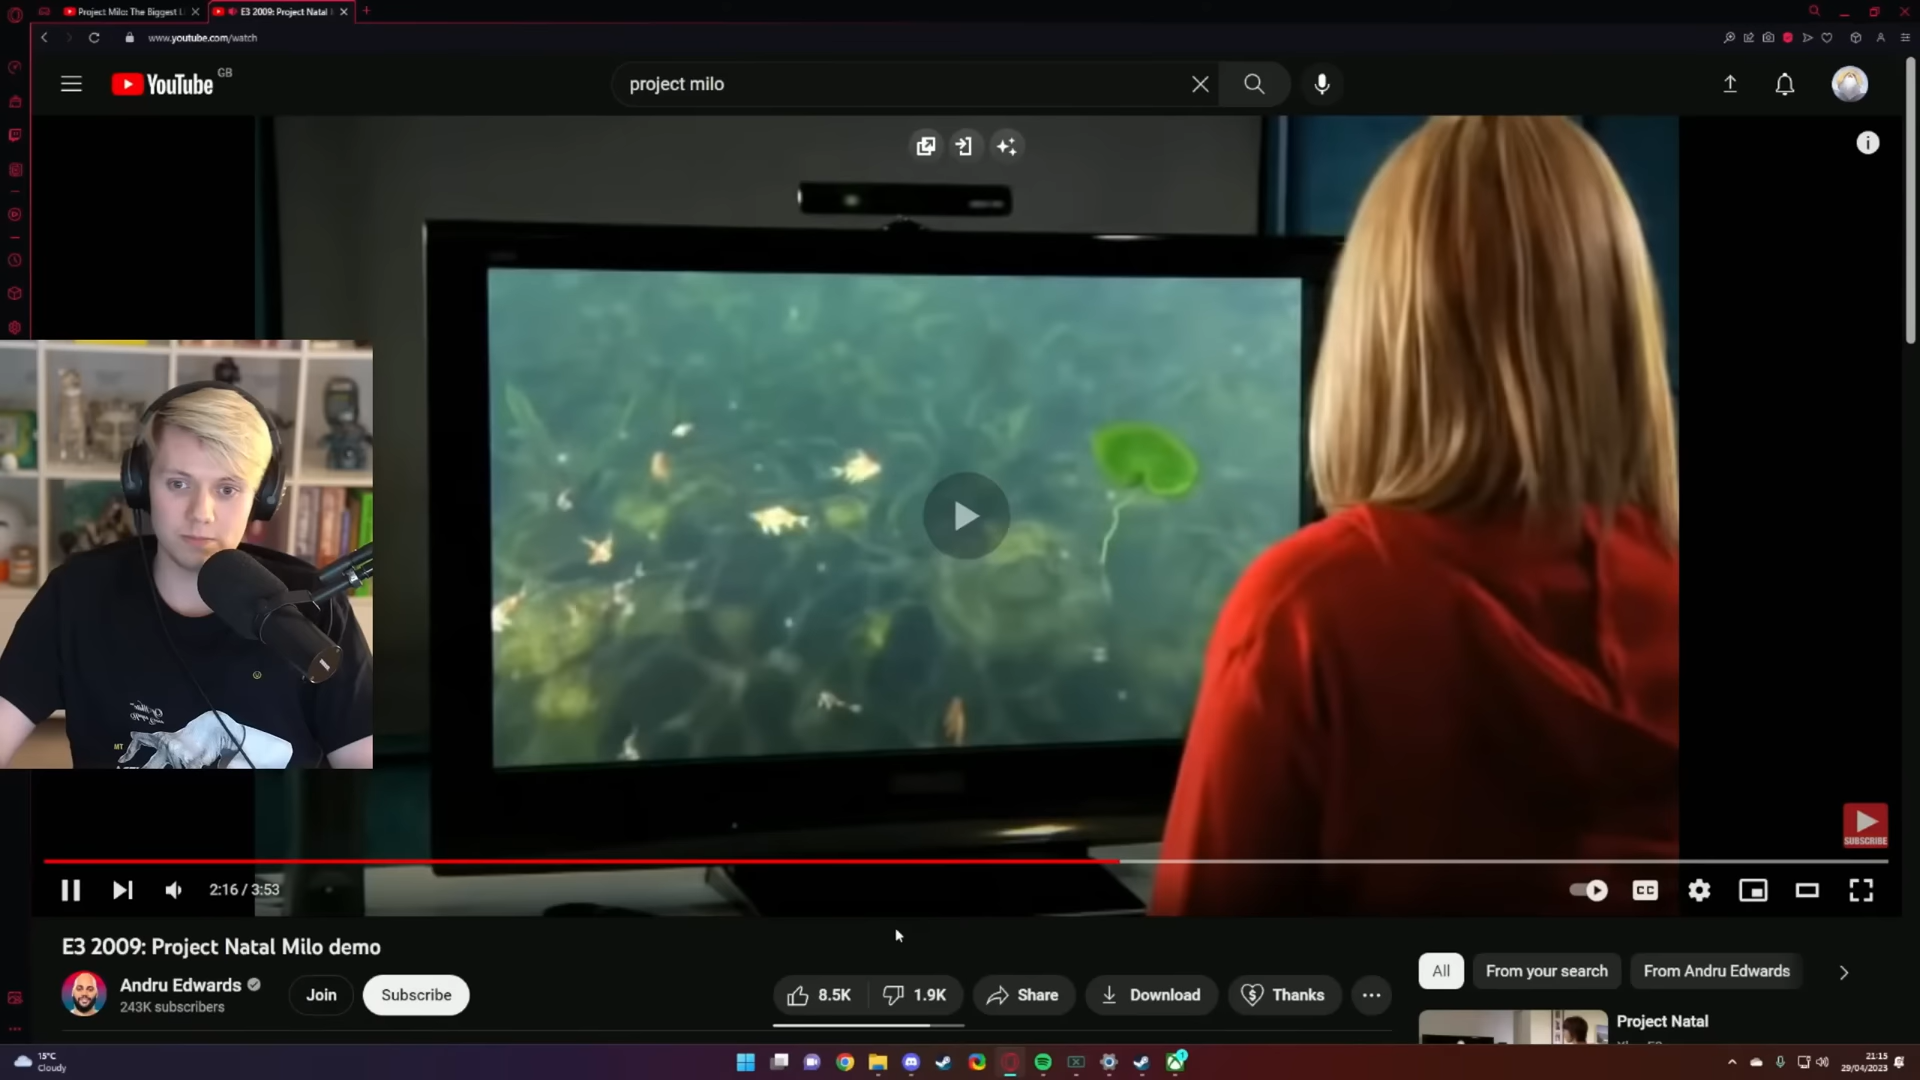 Project Milo: The Biggest L
E3 2009: Project Natal
www.youtube.com/watch
YouTube GB
project milo
SUBSCRIBE
2:16 / 3:53
CC
E3 2009: Project Natal Milo demo
Andru Edwards
243K subscribers
Join
Subscribe
8.5K
1.9K
Share
Download
Thanks
All
From your search
From Andru Edwards
Project Natal
15°C
Cloudy
21:15
29/04/2023